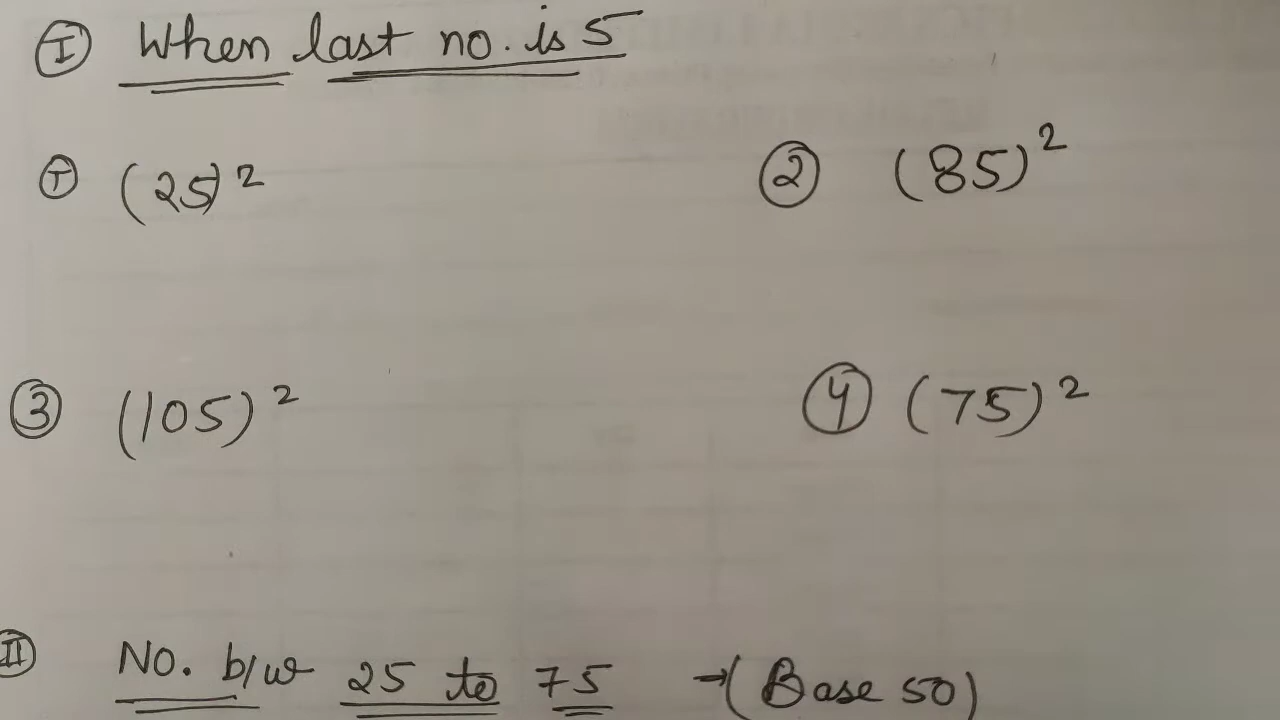 Ⓘ When last no. is 5
① (25)²
② (85)²
③ (105)²
④ (75)²
Ⓘ Ⓘ No. b/w 25 to 75 → (Base 50)